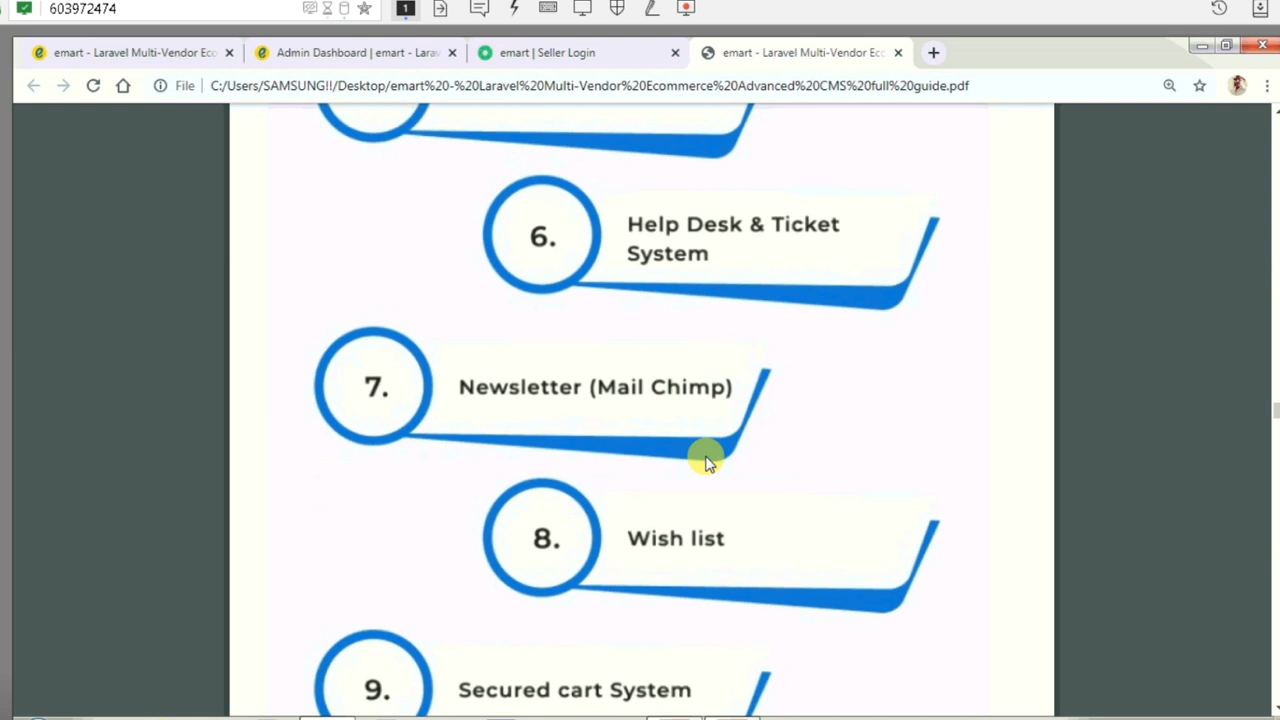 603972474
1
emart - Laravel Multi-Vendor Eco
Admin Dashboard | emart - Lara
emart | Seller Login
emart - Laravel Multi-Vendor Ec
File
C:/Users/SAMSUNG!!/Desktop/emart%20-%20Laravel%20Multi-Vendor%20Ecommerce%20Advanced%20CMS%20full%20guide.pdf
6.
Help Desk & Ticket
System
7.
Newsletter (Mail Chimp)
8.
Wish list
9.
Secured cart System